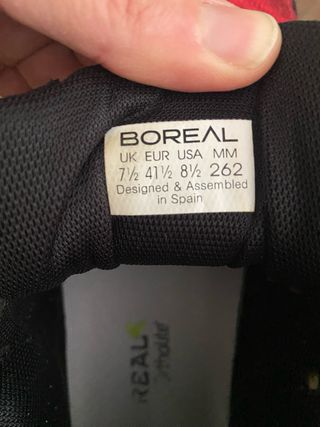 BOREAL
UK EUR USA MM
7½ 41½ 8½ 262
Designed & Assembled
in Spain
REAL